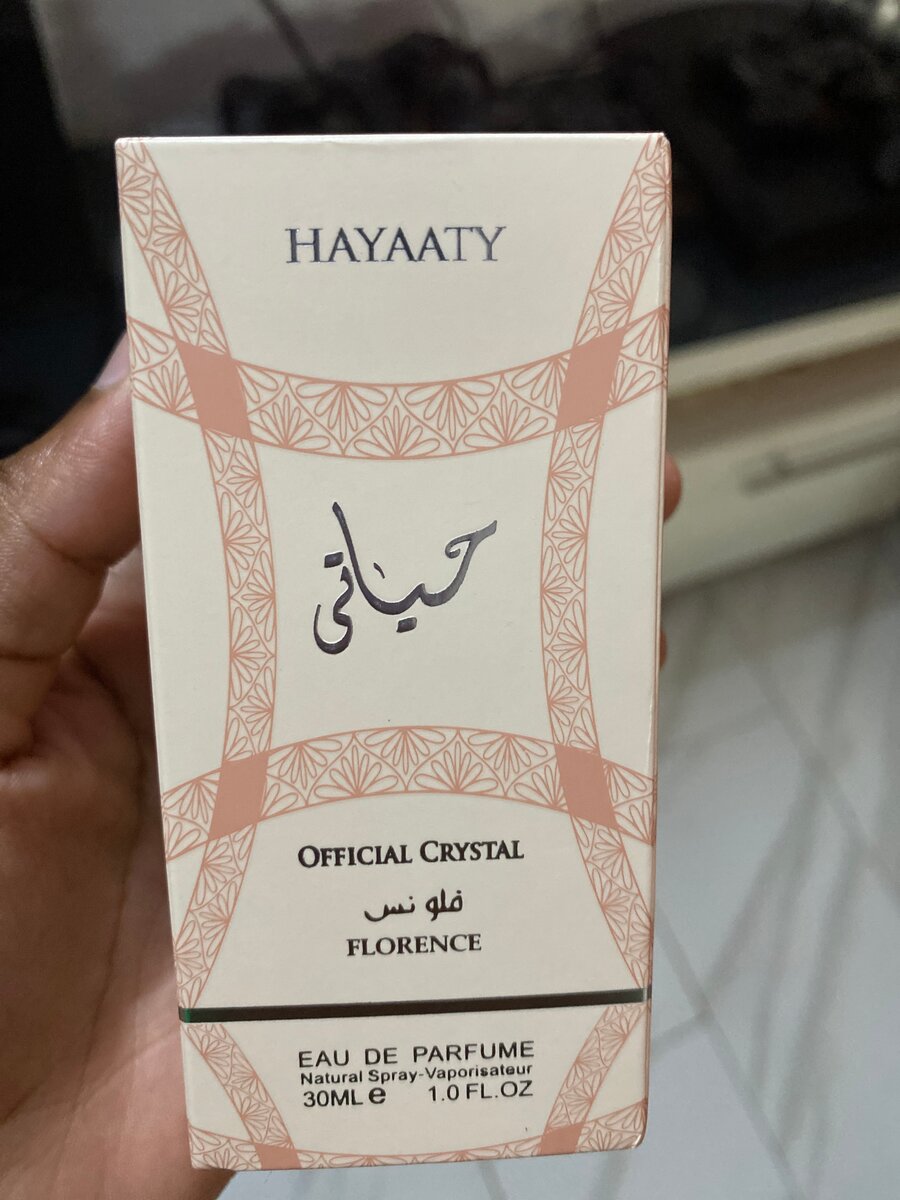 HAYAATY
حياتي
OFFICIAL CRYSTAL
فلو نس
FLORENCE
EAU DE PARFUME
Natural Spray-Vaporisateur
30ML e 1.0 FL.OZ